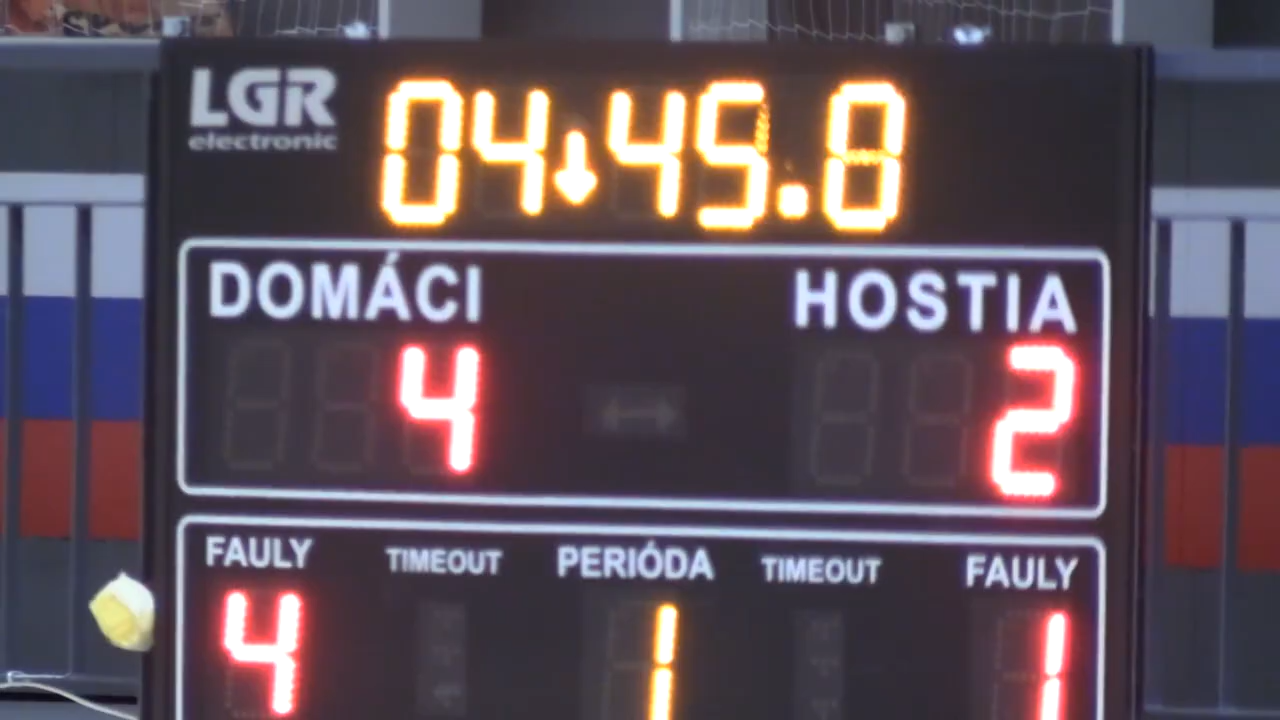 LGR
electronic
04:45.8
DOMÁCI HOSTIA
4 2
FAULY TIMEOUT PERIÓDA TIMEOUT FAULY
4 1 1